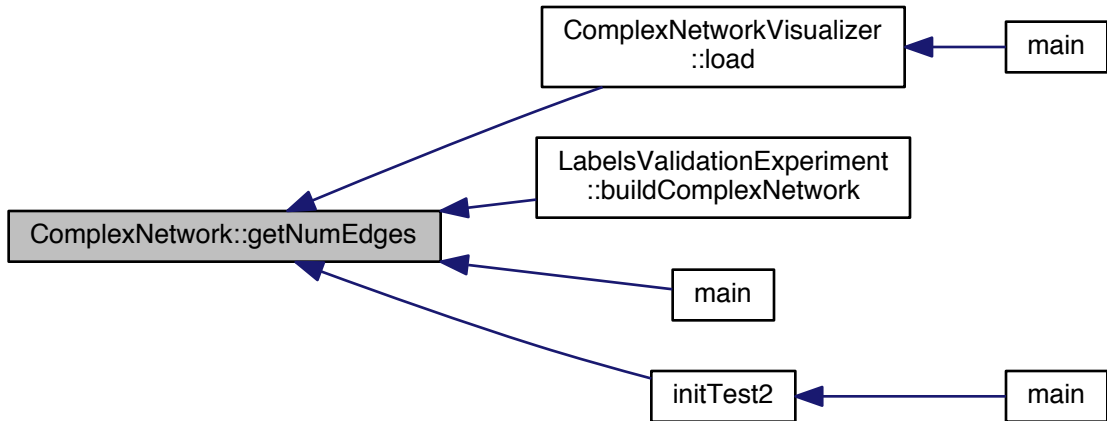 ComplexNetworkVisualizer
::load
main
LabelsValidationExperiment
::buildComplexNetwork
ComplexNetwork::getNumEdges
main
initTest2
main